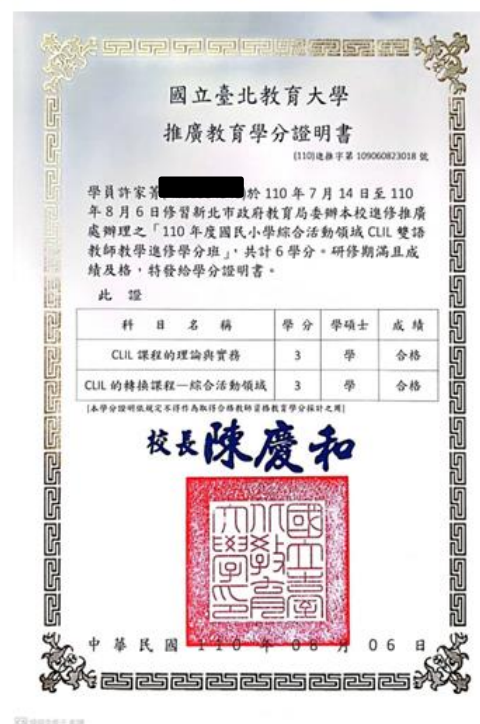 國立臺北教育大學
推廣教育學分證明書
(110)進推字第 109060823018 號
學員許家菁 於 110 年 7 月 14 日至 110
年 8 月 6 日修習新北市政府教育局委辦本校進修推廣
處辦理之「110 年度國民小學綜合活動領域 CLIL 雙語
教師教學進修學分班」，共計 6 學分。研修期滿且成
績及格，特發給學分證明書。
此 證
科 目 名 稱 學 分 學碩士 成 績
CLIL 課程的理論與實務 3 學 合格
CLIL 的轉換課程－綜合活動領域 3 學 合格
[本學分證明依規定不得作為取得合格教師資格教育學分採計之用]
校長陳慶和
國立臺
北教育
大學印
中 華 民 國 110 年 08 月 06 日